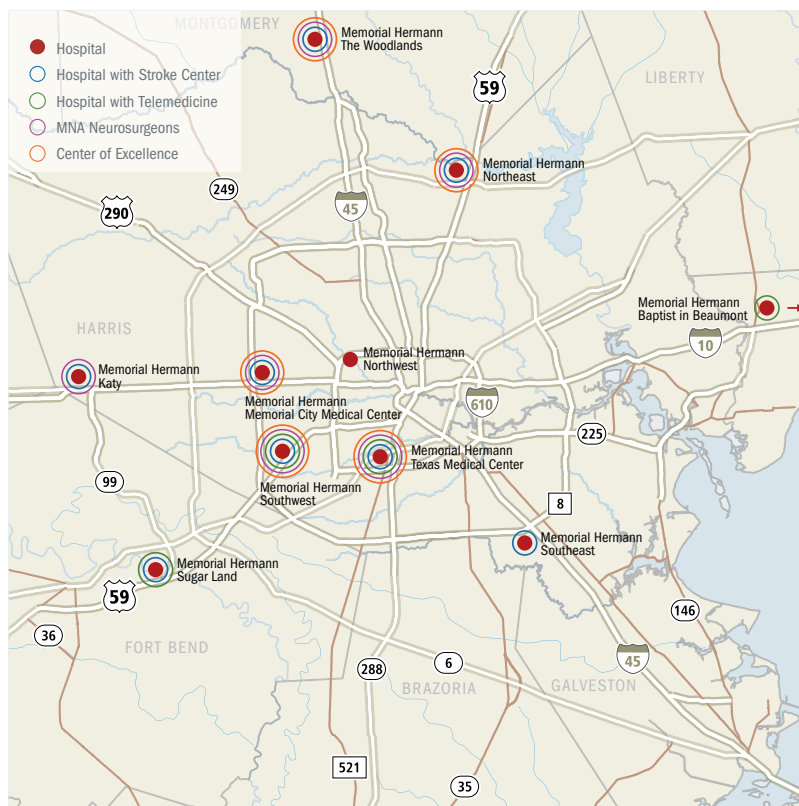 MONTGOMERY
Hospital
Hospital with Stroke Center
Hospital with Telemedicine
MNA Neurosurgeons
Center of Excellence
Memorial Hermann
The Woodlands
59
LIBERTY
Memorial Hermann
Northeast
249
290
45
Memorial Hermann
Baptist in Beaumont
HARRIS
10
Memorial Hermann
Northwest
Memorial Hermann
Katy
Memorial Hermann
Memorial City Medical Center
610
225
Memorial Hermann
Texas Medical Center
99
Memorial Hermann
Southwest
8
Memorial Hermann
Southeast
Memorial Hermann
Sugar Land
59
146
36
FORT BEND
45
288
6
BRAZORIA
GALVESTON
521
35